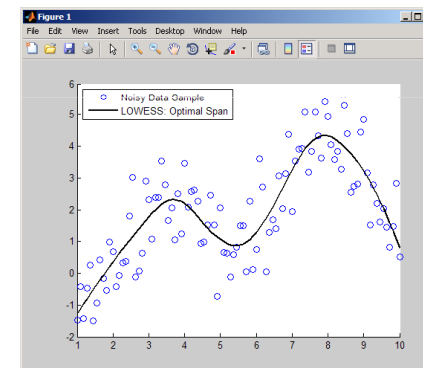 Figure 1
File Edit View Insert Tools Desktop Window Help
6
5
4
3
2
1
0
-1
-2
Noisy Data Sample
LOWESS: Optimal Span
1 2 3 4 5 6 7 8 9 10